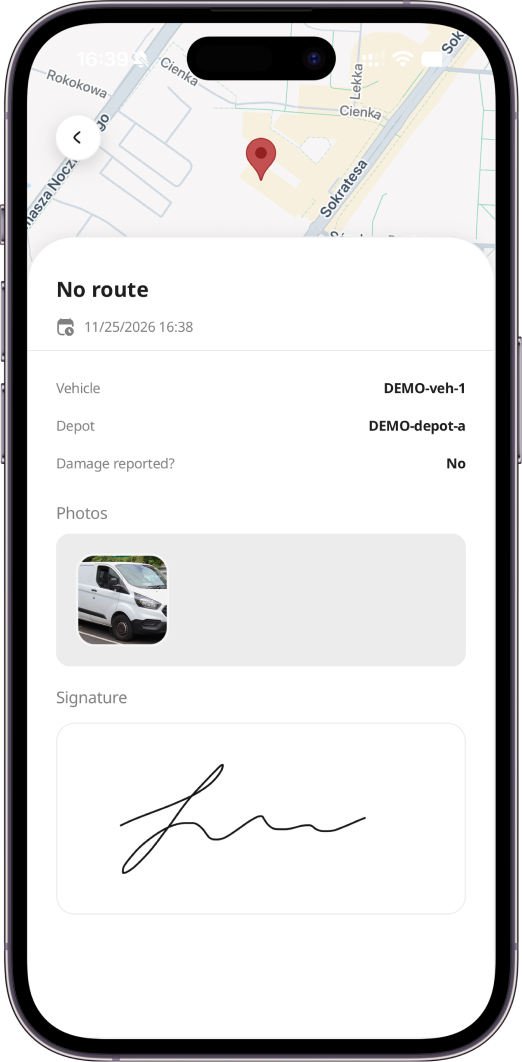 16:39
Rokokowa
Cienka
Lekka
Cienka
Sokratesa
No route
11/25/2026 16:38
Vehicle DEMO-veh-1
Depot DEMO-depot-a
Damage reported? No
Photos
Signature